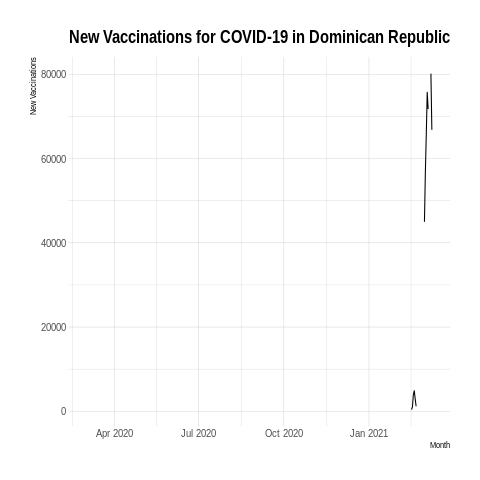 New Vaccinations for COVID-19 in Dominican Republic
New Vaccinations
80000
60000
40000
20000
0
Apr 2020
Jul 2020
Oct 2020
Jan 2021
Month